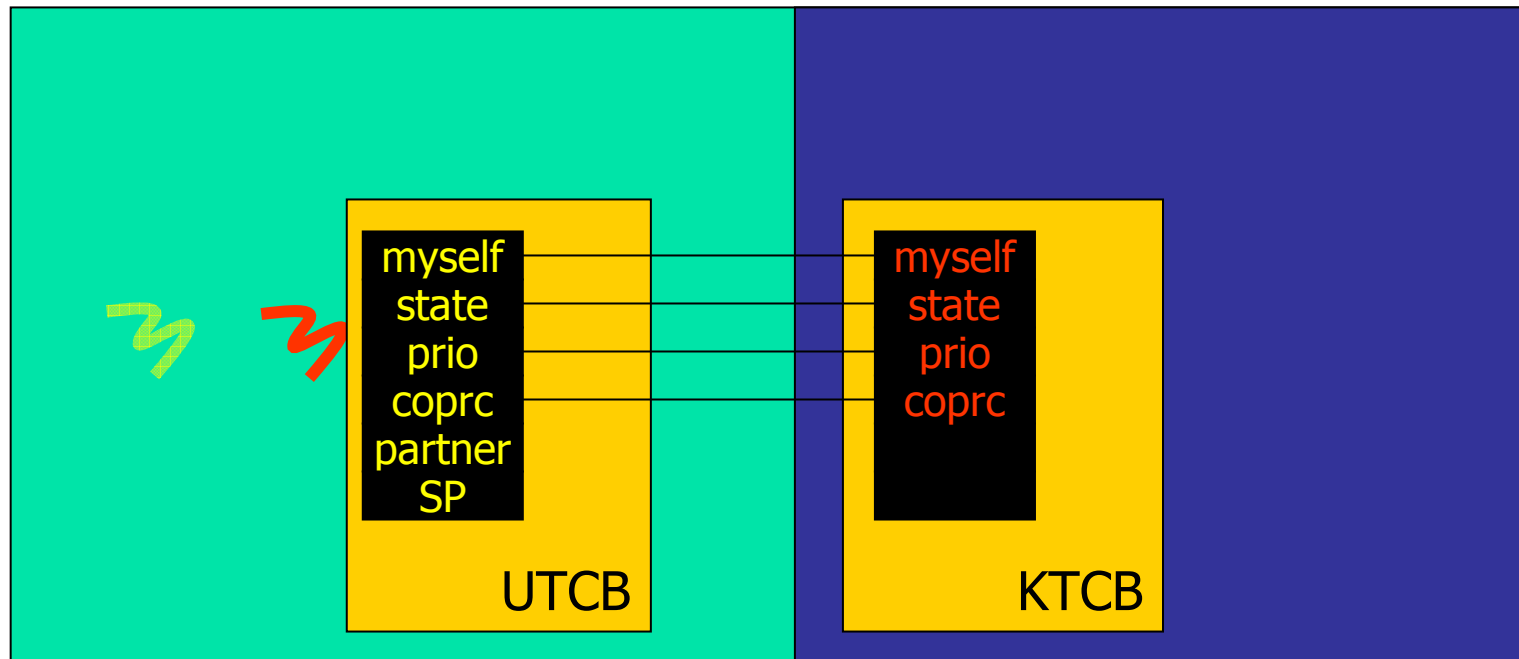 myself
state
prio
coprc
partner
SP
UTCB
myself
state
prio
coprc
KTCB